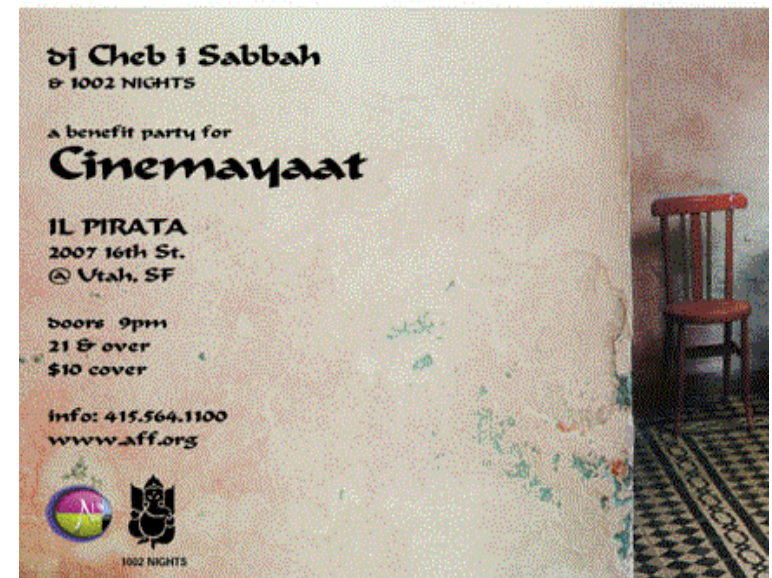 dj Cheb i Sabbah
& 1002 NIGHTS
a benefit party for
Cinemayaat
IL PIRATA
2007 16th St.
@ Utah, SF
doors 9pm
21 & over
$10 cover
info: 415.564.1100
www.aff.org
1002 NIGHTS